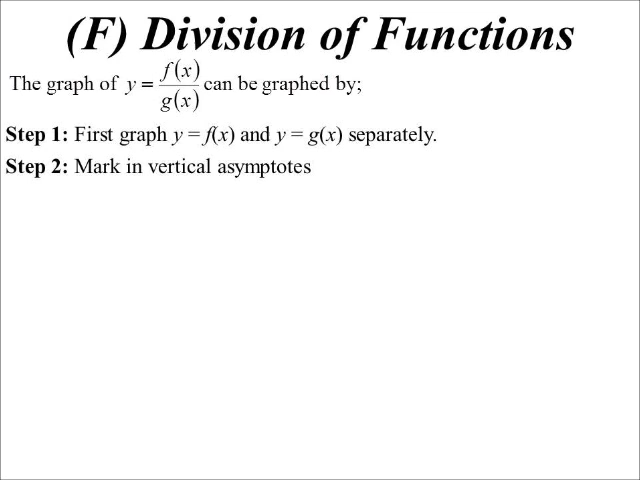 (F) Division of Functions
The graph of y = f(x)/g(x) can be graphed by;
Step 1: First graph y = f(x) and y = g(x) separately.
Step 2: Mark in vertical asymptotes